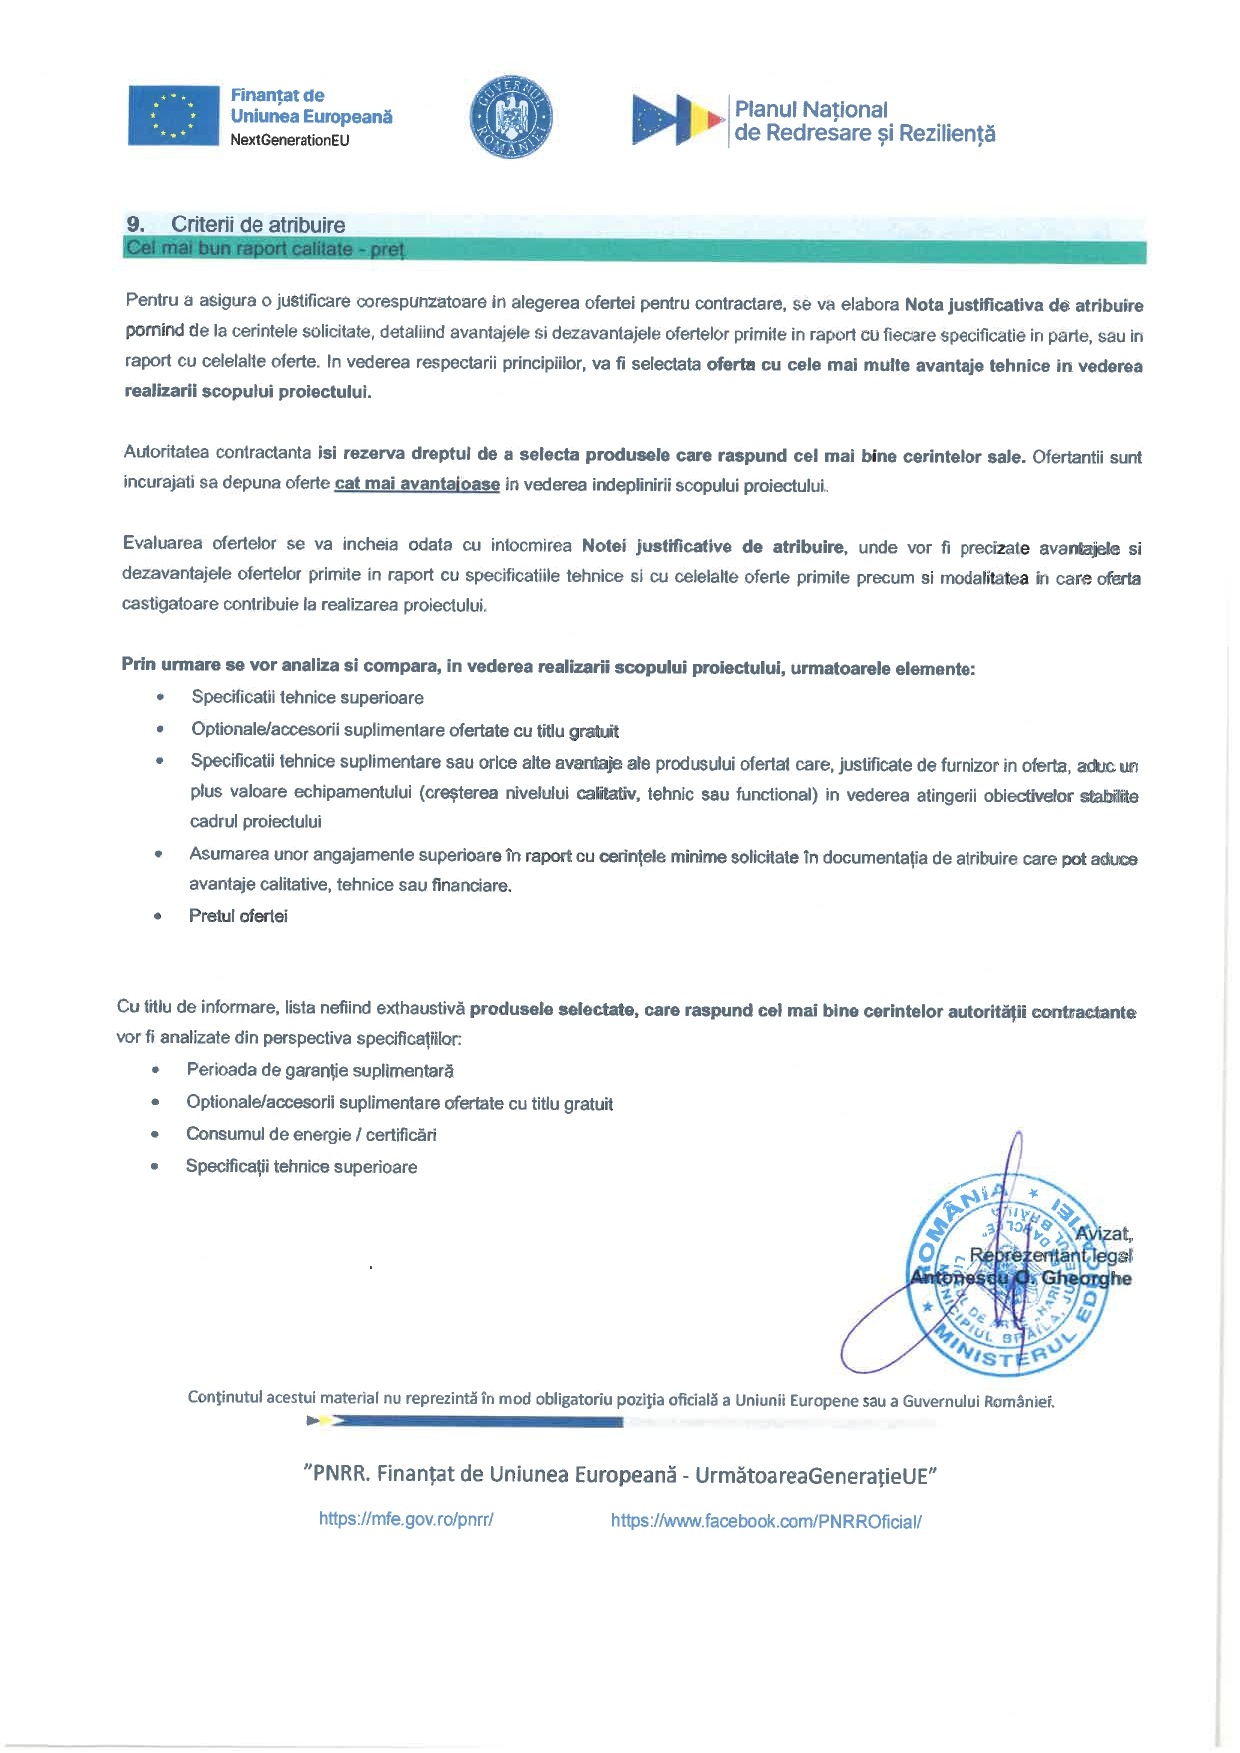 Finanțat de
Uniunea Europeană
NextGenerationEU
GUVERNUL ROMÂNIEI
Planul Național
de Redresare și Reziliență
9. Criterii de atribuire
Cel mai bun raport calitate - preț
Pentru a asigura o justificare corespunzatoare in alegerea ofertei pentru contractare, se va elabora Nota justificativa de atribuire
pornind de la cerintele solicitate, detaliind avantajele si dezavantajele ofertelor primite in raport cu fiecare specificatie in parte, sau in
raport cu celelalte oferte. In vederea respectarii principiilor, va fi selectata oferta cu cele mai multe avantaje tehnice in vederea
realizarii scopului proiectului.
Autoritatea contractanta isi rezerva dreptul de a selecta produsele care raspund cel mai bine cerintelor sale. Ofertantii sunt
incurajati sa depuna oferte cat mai avantajoase in vederea indeplinirii scopului proiectului.
Evaluarea ofertelor se va incheia odata cu intocmirea Notei justificative de atribuire, unde vor fi precizate avantajele si
dezavantajele ofertelor primite in raport cu specificatiile tehnice si cu celelalte oferte primite precum si modalitatea in care oferta
castigatoare contribuie la realizarea proiectului.
Prin urmare se vor analiza si compara, in vederea realizarii scopului proiectului, urmatoarele elemente:
• Specificatii tehnice superioare
• Optionale/accesorii suplimentare ofertate cu titlu gratuit
• Specificatii tehnice suplimentare sau orice alte avantaje ale produsului ofertat care, justificate de furnizor in oferta, aduc un
plus valoare echipamentului (creșterea nivelului calitativ, tehnic sau functional) in vederea atingerii obiectivelor stabilite
cadrul proiectului
• Asumarea unor angajamente superioare în raport cu cerințele minime solicitate în documentația de atribuire care pot aduce
avantaje calitative, tehnice sau financiare.
• Pretul ofertei
Cu titlu de informare, lista nefiind exthaustivă produsele selectate, care raspund cel mai bine cerintelor autorității contractante
vor fi analizate din perspectiva specificațiilor:
• Perioada de garanție suplimentară
• Optionale/accesorii suplimentare ofertate cu titlu gratuit
• Consumul de energie / certificări
• Specificații tehnice superioare
Avizat,
Reprezentant legal
Antonescu O. Gheorghe
ROMÂNIA * MINISTERUL EDUCAȚIEI *
Conținutul acestui material nu reprezintă în mod obligatoriu poziția oficială a Uniunii Europene sau a Guvernului României.
"PNRR. Finanțat de Uniunea Europeană - UrmătoareaGenerațieUE"
https://mfe.gov.ro/pnrr/ https://www.facebook.com/PNRROficial/